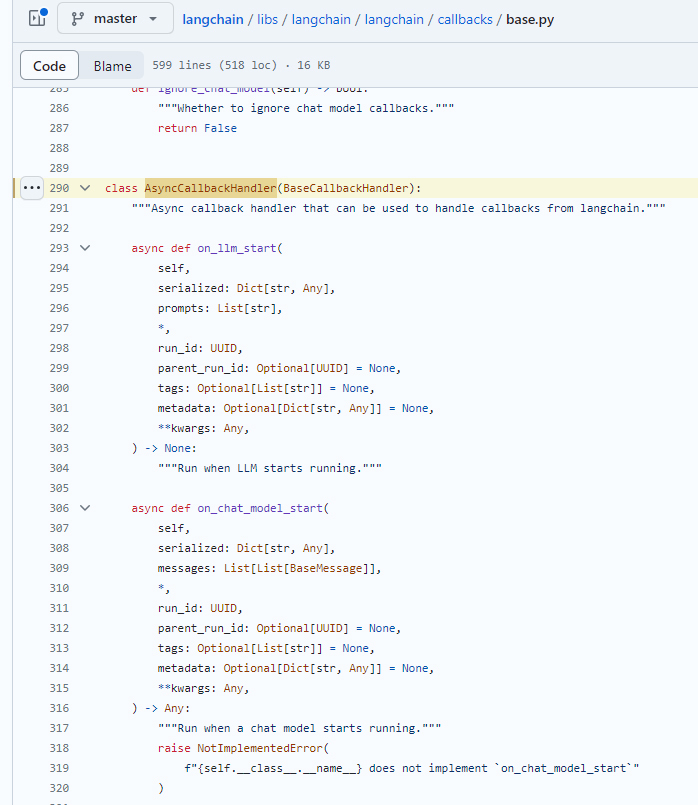 master
langchain / libs / langchain / langchain / callbacks / base.py
Code Blame 599 lines (518 loc) · 16 KB
285 def ignore_chat_model(self) -> bool:
286 """Whether to ignore chat model callbacks."""
287 return False
288
289
290 class AsyncCallbackHandler(BaseCallbackHandler):
291 """Async callback handler that can be used to handle callbacks from langchain."""
292
293 async def on_llm_start(
294 self,
295 serialized: Dict[str, Any],
296 prompts: List[str],
297 *,
298 run_id: UUID,
299 parent_run_id: Optional[UUID] = None,
300 tags: Optional[List[str]] = None,
301 metadata: Optional[Dict[str, Any]] = None,
302 **kwargs: Any,
303 ) -> None:
304 """Run when LLM starts running."""
305
306 async def on_chat_model_start(
307 self,
308 serialized: Dict[str, Any],
309 messages: List[List[BaseMessage]],
310 *,
311 run_id: UUID,
312 parent_run_id: Optional[UUID] = None,
313 tags: Optional[List[str]] = None,
314 metadata: Optional[Dict[str, Any]] = None,
315 **kwargs: Any,
316 ) -> Any:
317 """Run when a chat model starts running."""
318 raise NotImplementedError(
319 f"{self.__class__.__name__} does not implement `on_chat_model_start`"
320 )